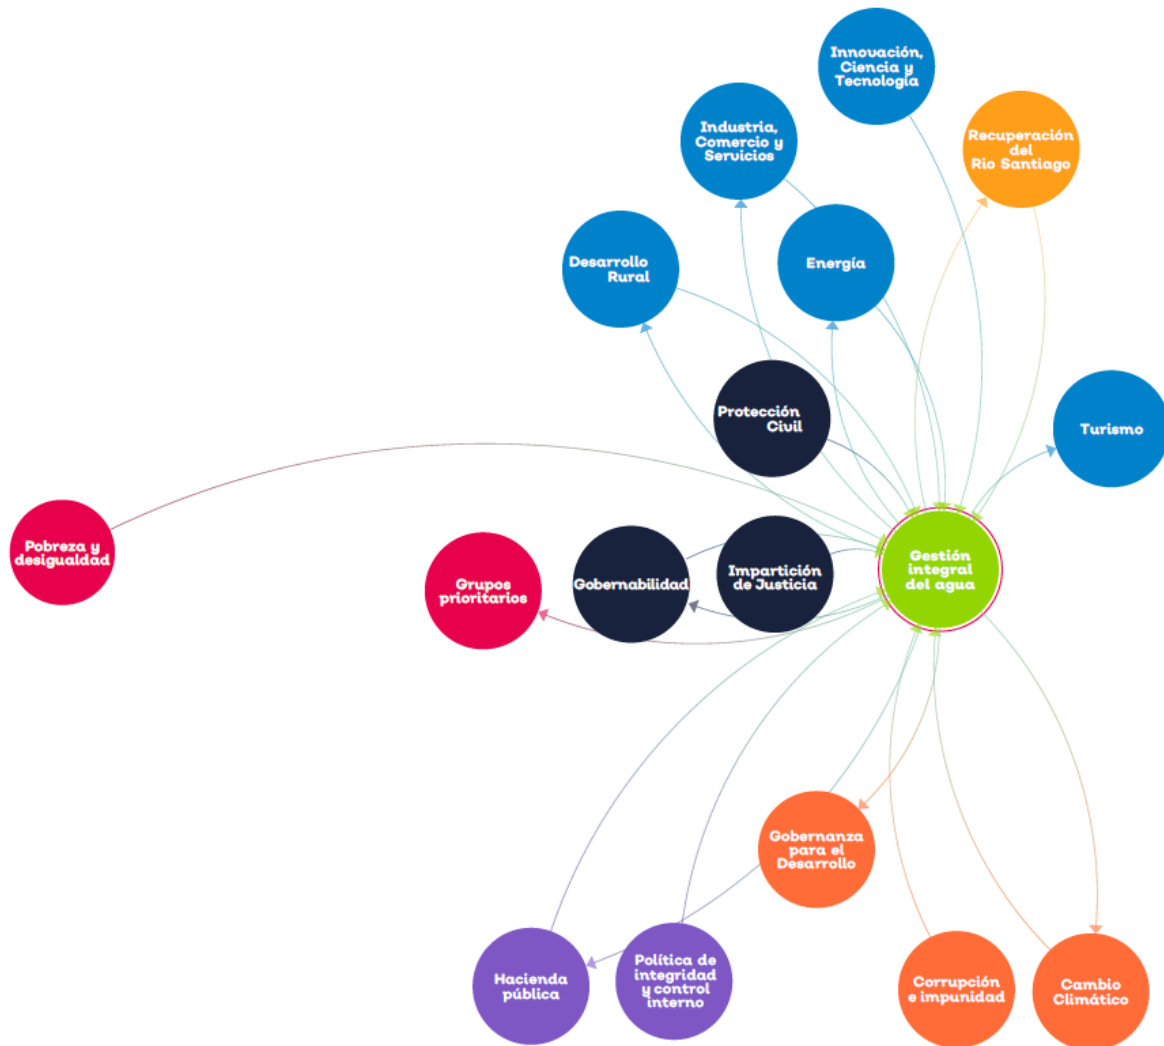 Innovación,
Ciencia y
Tecnología
Industria,
Comercio y
Servicios
Recuperación
del
Rio Santiago
Desarrollo
Rural
Energía
Protección
Civil
Turismo
Pobreza y
desigualdad
Grupos
prioritarios
Gobernabilidad
Impartición
de Justicia
Gestión
integral
del agua
Gobernanza
para el
Desarrollo
Hacienda
pública
Política de
integridad
y control
interno
Corrupción
e impunidad
Cambio
Climático